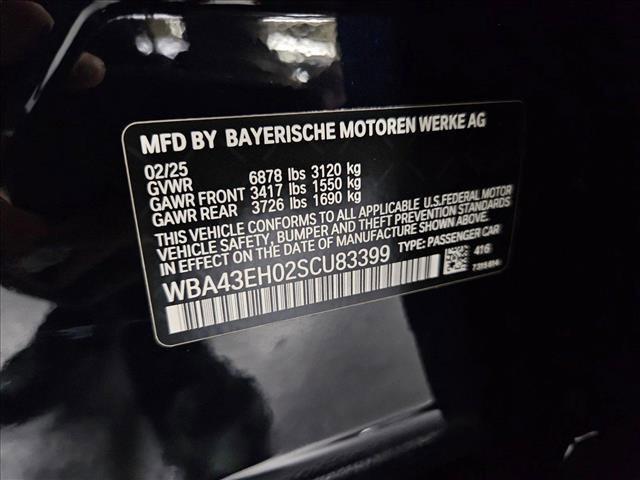 MFD BY BAYERISCHE MOTOREN WERKE AG
02/25
GVWR 6878 lbs 3120 kg
GAWR FRONT 3417 lbs 1550 kg
GAWR REAR 3726 lbs 1690 kg
THIS VEHICLE CONFORMS TO ALL APPLICABLE U.S.FEDERAL MOTOR
VEHICLE SAFETY, BUMPER AND THEFT PREVENTION STANDARDS
IN EFFECT ON THE DATE OF MANUFACTURE SHOWN ABOVE.
WBA43EH02SCU83399 TYPE: PASSENGER CAR
416